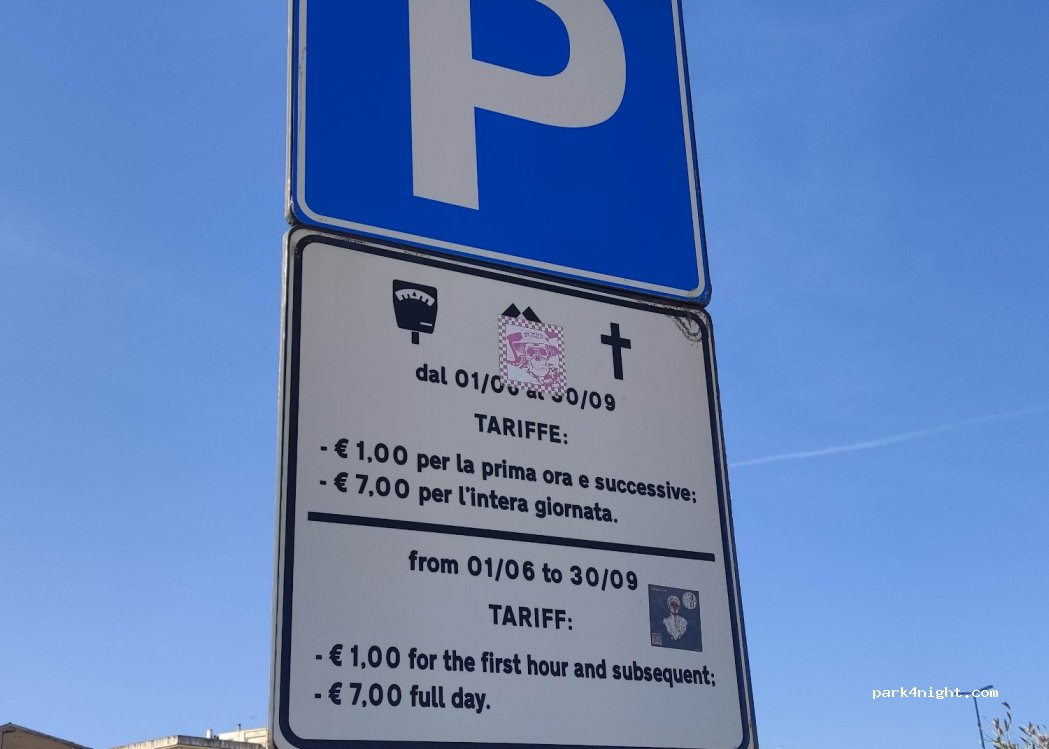 P
dal 01/06 al 30/09
TARIFFE:
- € 1,00 per la prima ora e successive;
- € 7,00 per l'intera giornata.
from 01/06 to 30/09
TARIFF:
- € 1,00 for the first hour and subsequent;
- € 7,00 full day.
park4night.com